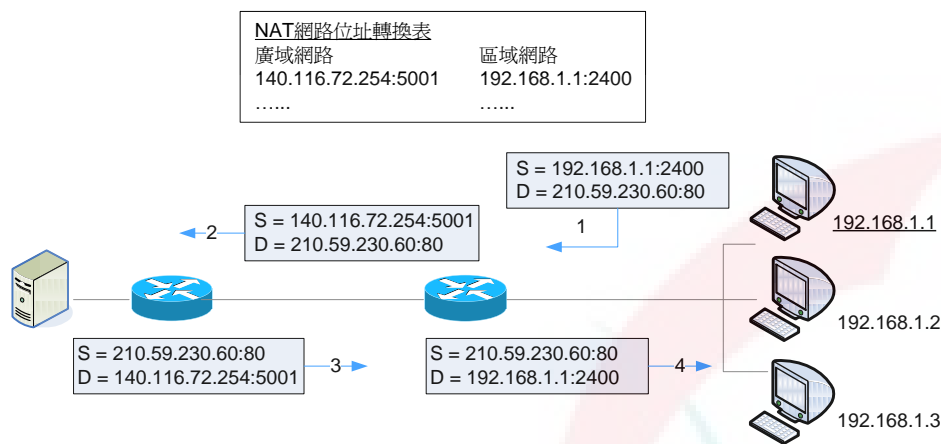 NAT網路位址轉換表
廣域網路 區域網路
140.116.72.254:5001 192.168.1.1:2400
…... …...
S = 192.168.1.1:2400
D = 210.59.230.60:80
1
S = 140.116.72.254:5001
D = 210.59.230.60:80
2
192.168.1.1
192.168.1.2
S = 210.59.230.60:80
D = 140.116.72.254:5001
3
S = 210.59.230.60:80
D = 192.168.1.1:2400
4
192.168.1.3